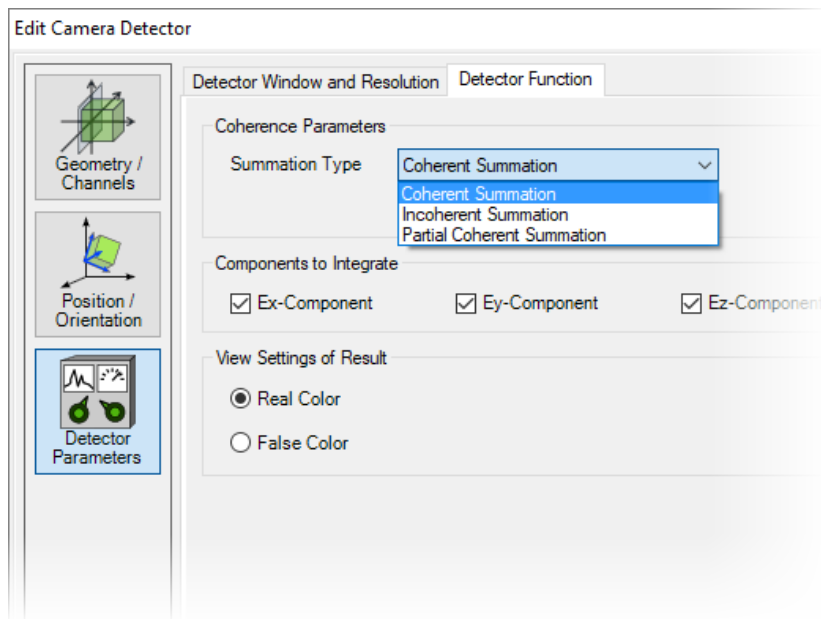 Edit Camera Detector
Geometry /
Channels
Position /
Orientation
Detector
Parameters
Detector Window and Resolution
Detector Function
Coherence Parameters
Summation Type
Coherent Summation
Coherent Summation
Incoherent Summation
Partial Coherent Summation
Components to Integrate
Ex-Component
Ey-Component
Ez-Component
View Settings of Result
Real Color
False Color